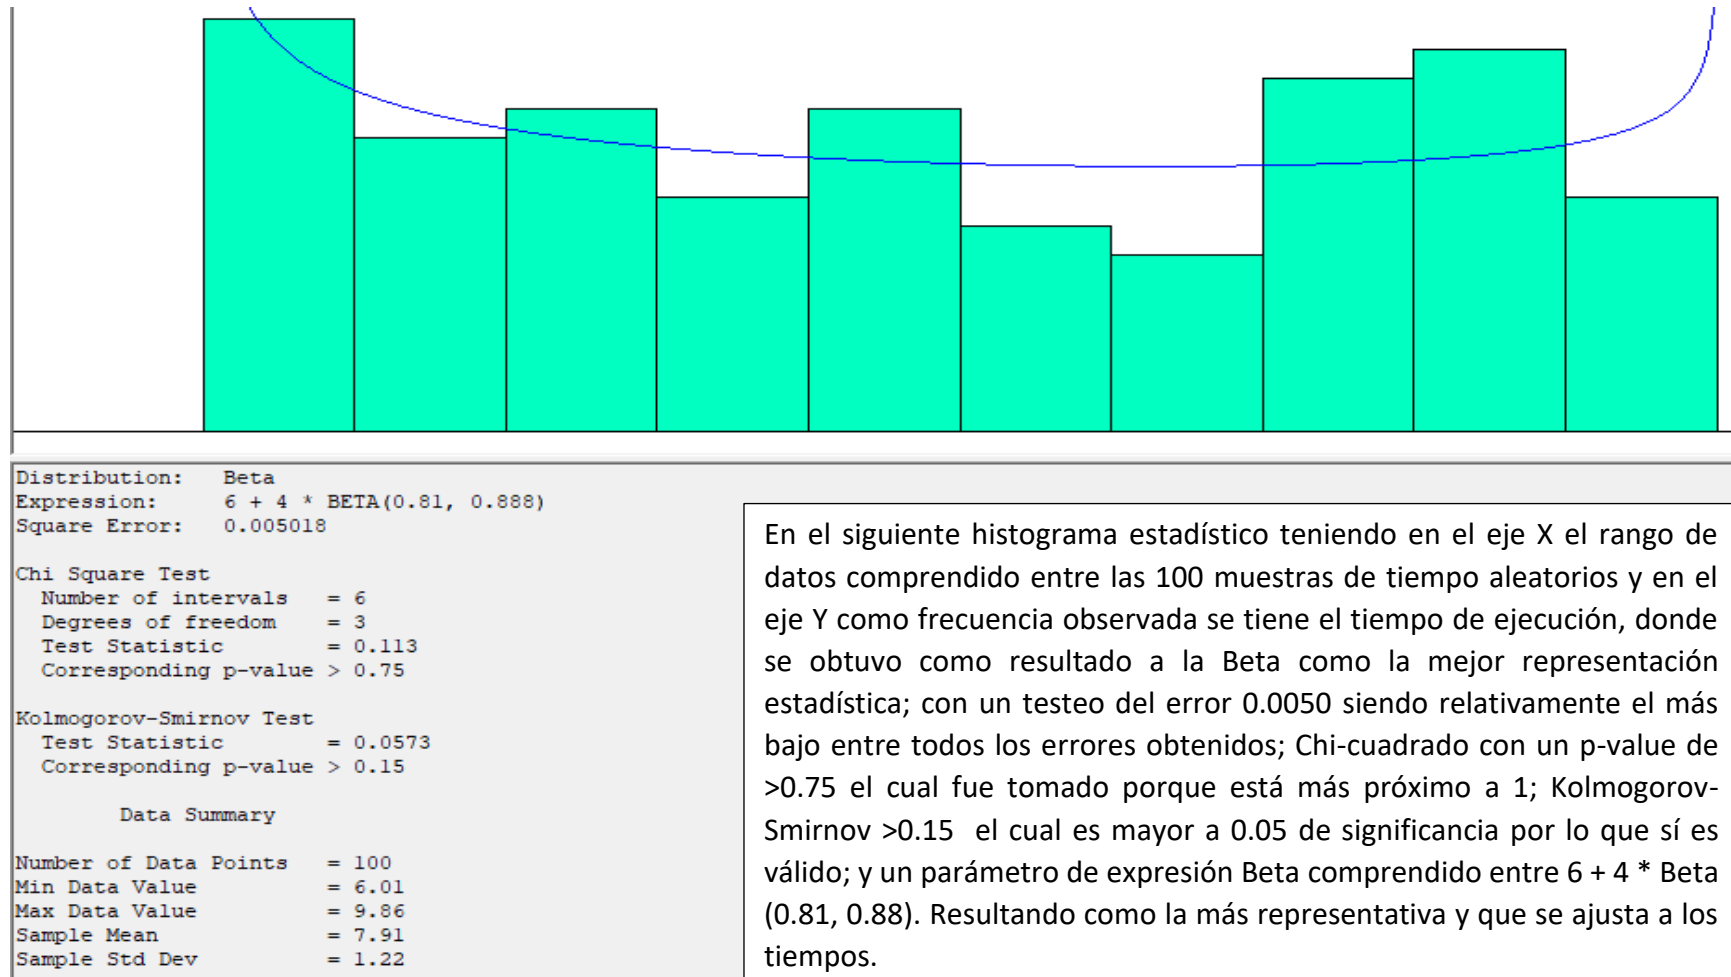 Distribution: Beta
Expression: 6 + 4 * BETA(0.81, 0.888)
Square Error: 0.005018
Chi Square Test
Number of intervals = 6
Degrees of freedom = 3
Test Statistic = 0.113
Corresponding p-value > 0.75
Kolmogorov-Smirnov Test
Test Statistic = 0.0573
Corresponding p-value > 0.15
Data Summary
Number of Data Points = 100
Min Data Value = 6.01
Max Data Value = 9.86
Sample Mean = 7.91
Sample Std Dev = 1.22
En el siguiente histograma estadístico teniendo en el eje X el rango de
datos comprendido entre las 100 muestras de tiempo aleatorios y en el
eje Y como frecuencia observada se tiene el tiempo de ejecución, donde
se obtuvo como resultado a la Beta como la mejor representación
estadística; con un testeo del error 0.0050 siendo relativamente el más
bajo entre todos los errores obtenidos; Chi-cuadrado con un p-value de
>0.75 el cual fue tomado porque está más próximo a 1; Kolmogorov-
Smirnov >0.15 el cual es mayor a 0.05 de significancia por lo que sí es
válido; y un parámetro de expresión Beta comprendido entre 6 + 4 * Beta
(0.81, 0.88). Resultando como la más representativa y que se ajusta a los
tiempos.